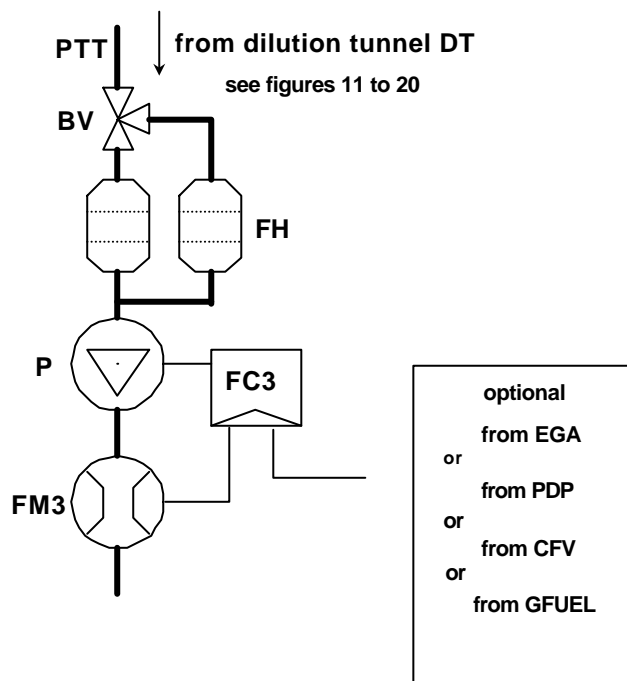 from dilution tunnel DT
PTT
see figures 11 to 20
BV
FH
P
FC3
FM3
optional
from EGA
or
from PDP
or
from CFV
or
from GFUEL